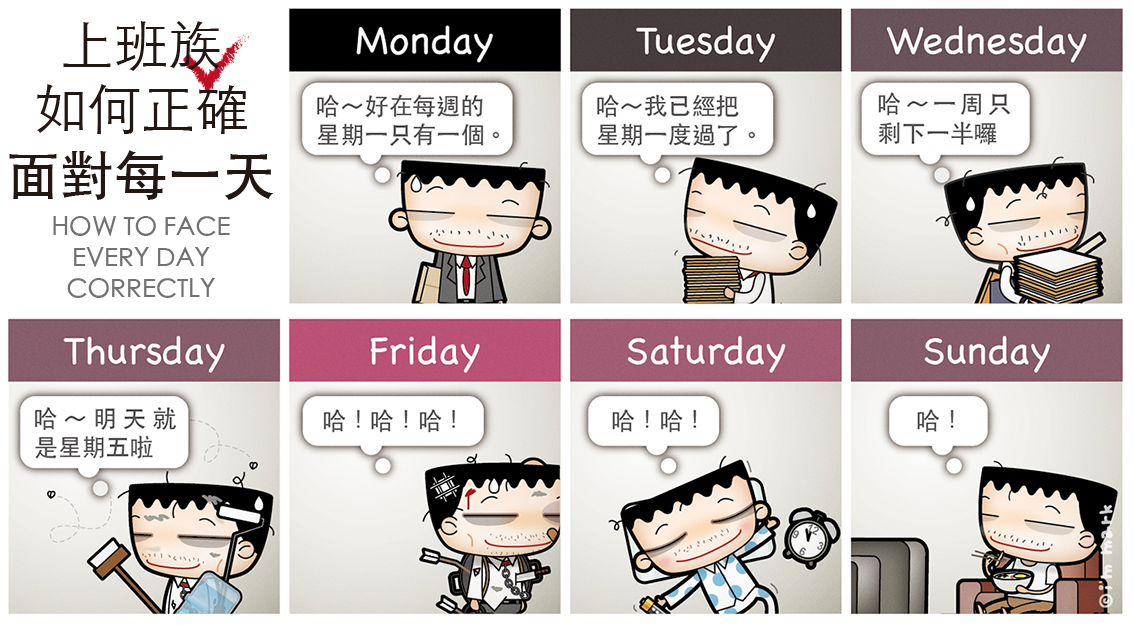 上班族
如何正確
面對每一天
HOW TO FACE
EVERY DAY
CORRECTLY
Monday
哈～好在每週的
星期一只有一個。
Tuesday
哈～我已經把
星期一度過了。
Wednesday
哈～一周只
剩下一半囉
Thursday
哈～明天就
是星期五啦
Friday
哈！哈！哈！
Saturday
哈！哈！
Sunday
哈！
@i'm mark